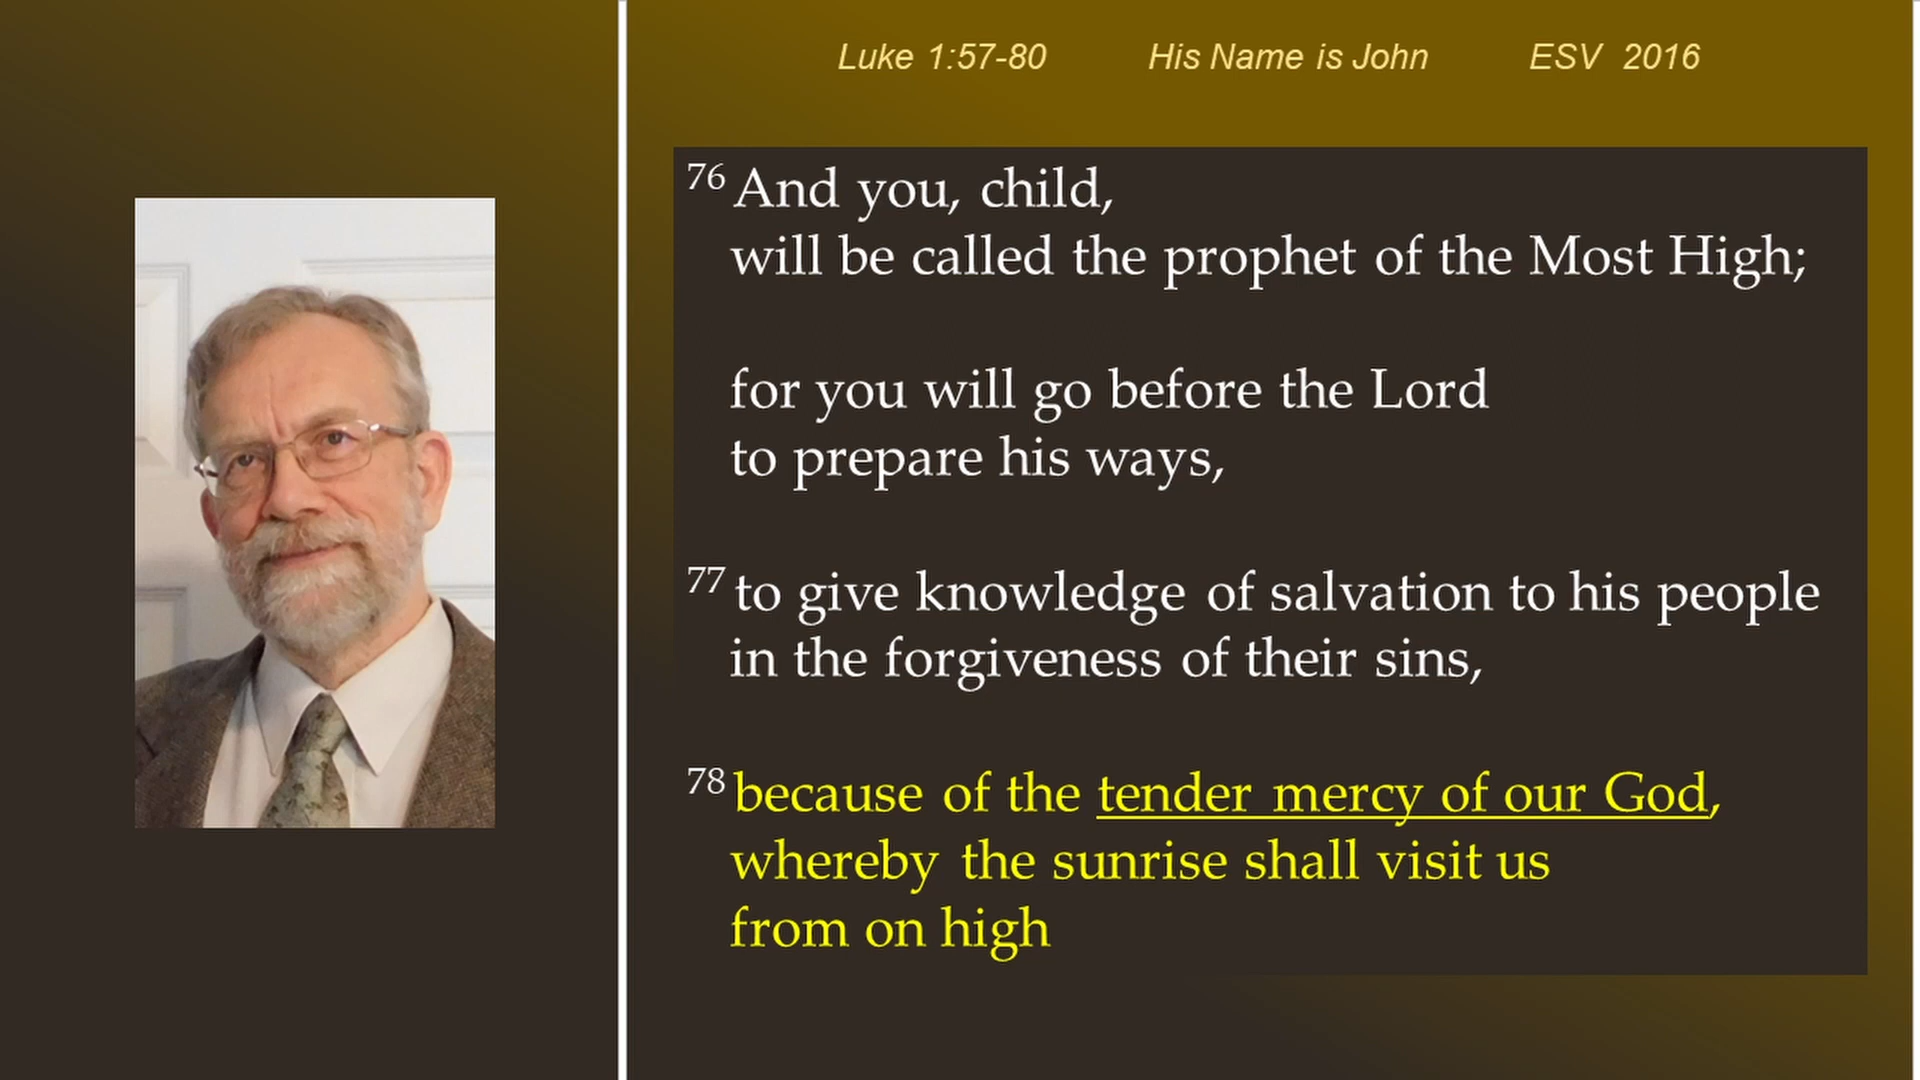 Luke 1:57-80 His Name is John ESV 2016
76 And you, child,
will be called the prophet of the Most High;
for you will go before the Lord
to prepare his ways,
77 to give knowledge of salvation to his people
in the forgiveness of their sins,
78 because of the tender mercy of our God,
whereby the sunrise shall visit us
from on high